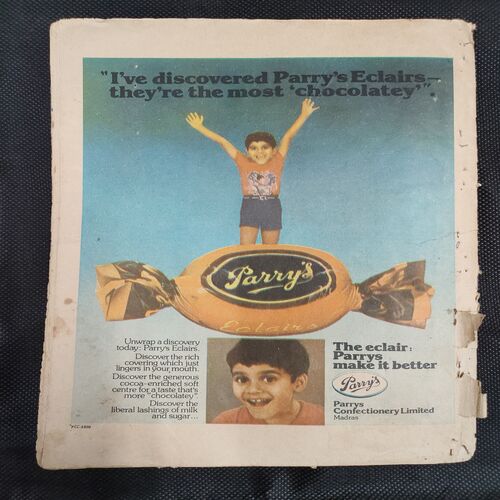 "I've discovered Parry's Eclairs—
they're the most 'chocolatey'".
Parry's
Eclairs
Unwrap a discovery
today: Parry's Eclairs.
Discover the rich
covering which just
lingers in your mouth.
Discover the generous
cocoa-enriched soft
centre for a taste that's
more "chocolatey".
Discover the
liberal lashings of milk
and sugar...
The eclair:
Parrys
make it better
Parry's
Parrys
Confectionery Limited
Madras